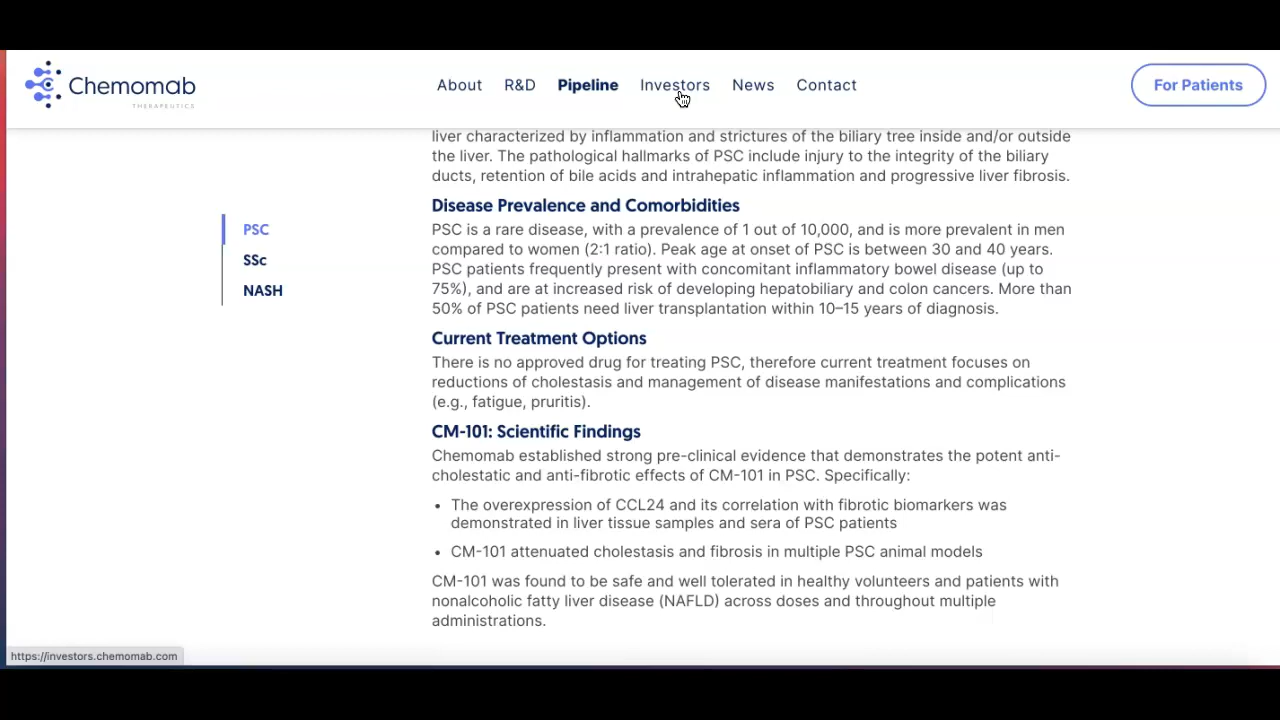 Chemomab
THERAPEUTICS
About R&D Pipeline Investors News Contact
For Patients
liver characterized by inflammation and strictures of the biliary tree inside and/or outside
the liver. The pathological hallmarks of PSC include injury to the integrity of the biliary
ducts, retention of bile acids and intrahepatic inflammation and progressive liver fibrosis.
PSC
SSc
NASH
Disease Prevalence and Comorbidities
PSC is a rare disease, with a prevalence of 1 out of 10,000, and is more prevalent in men
compared to women (2:1 ratio). Peak age at onset of PSC is between 30 and 40 years.
PSC patients frequently present with concomitant inflammatory bowel disease (up to
75%), and are at increased risk of developing hepatobiliary and colon cancers. More than
50% of PSC patients need liver transplantation within 10–15 years of diagnosis.
Current Treatment Options
There is no approved drug for treating PSC, therefore current treatment focuses on
reductions of cholestasis and management of disease manifestations and complications
(e.g., fatigue, pruritis).
CM-101: Scientific Findings
Chemomab established strong pre-clinical evidence that demonstrates the potent anti-
cholestatic and anti-fibrotic effects of CM-101 in PSC. Specifically:
• The overexpression of CCL24 and its correlation with fibrotic biomarkers was
demonstrated in liver tissue samples and sera of PSC patients
• CM-101 attenuated cholestasis and fibrosis in multiple PSC animal models
CM-101 was found to be safe and well tolerated in healthy volunteers and patients with
nonalcoholic fatty liver disease (NAFLD) across doses and throughout multiple
administrations.
https://investors.chemomab.com